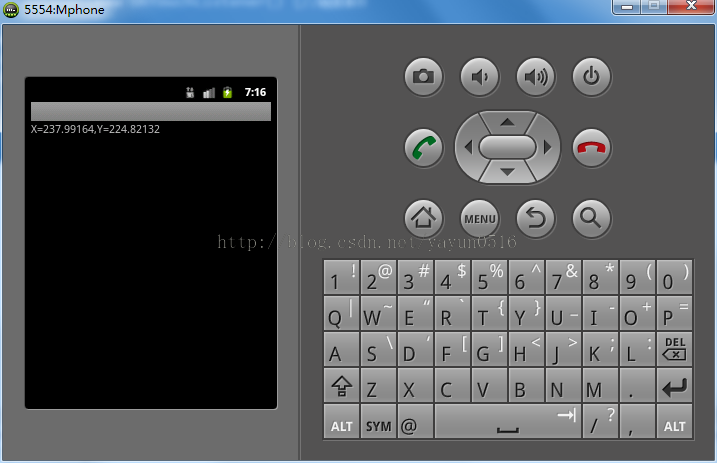 5554:Mphone
7:16
X=237.99164,Y=224.82132
MENU
http://blog.csdn.net/yayun0516
1 ! 2 @ 3 # 4 $ 5 % 6 ^ 7 & 8 * 9 ( 0 )
Q | W ~ E “ R ` T { Y } U _ I - O + P =
A S \ D ‘ F [ G ] H < J > K ; L : DEL
Z X C V B N M .
ALT SYM @ / ? , ALT